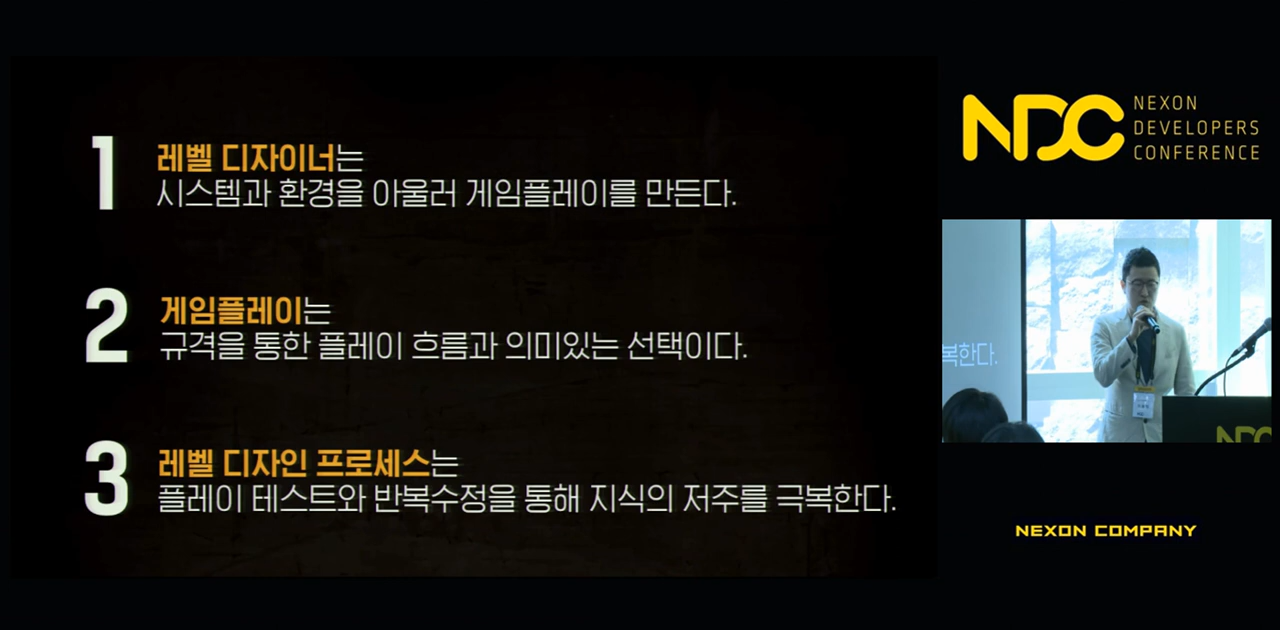 1
레벨 디자이너는
시스템과 환경을 아울러 게임플레이를 만든다.
2
게임플레이는
규격을 통한 플레이 흐름과 의미있는 선택이다.
3
레벨 디자인 프로세스는
플레이 테스트와 반복수정을 통해 지식의 저주를 극복한다.
NDC
NEXON
DEVELOPERS
CONFERENCE
복한다.
NDC
NEXON COMPANY